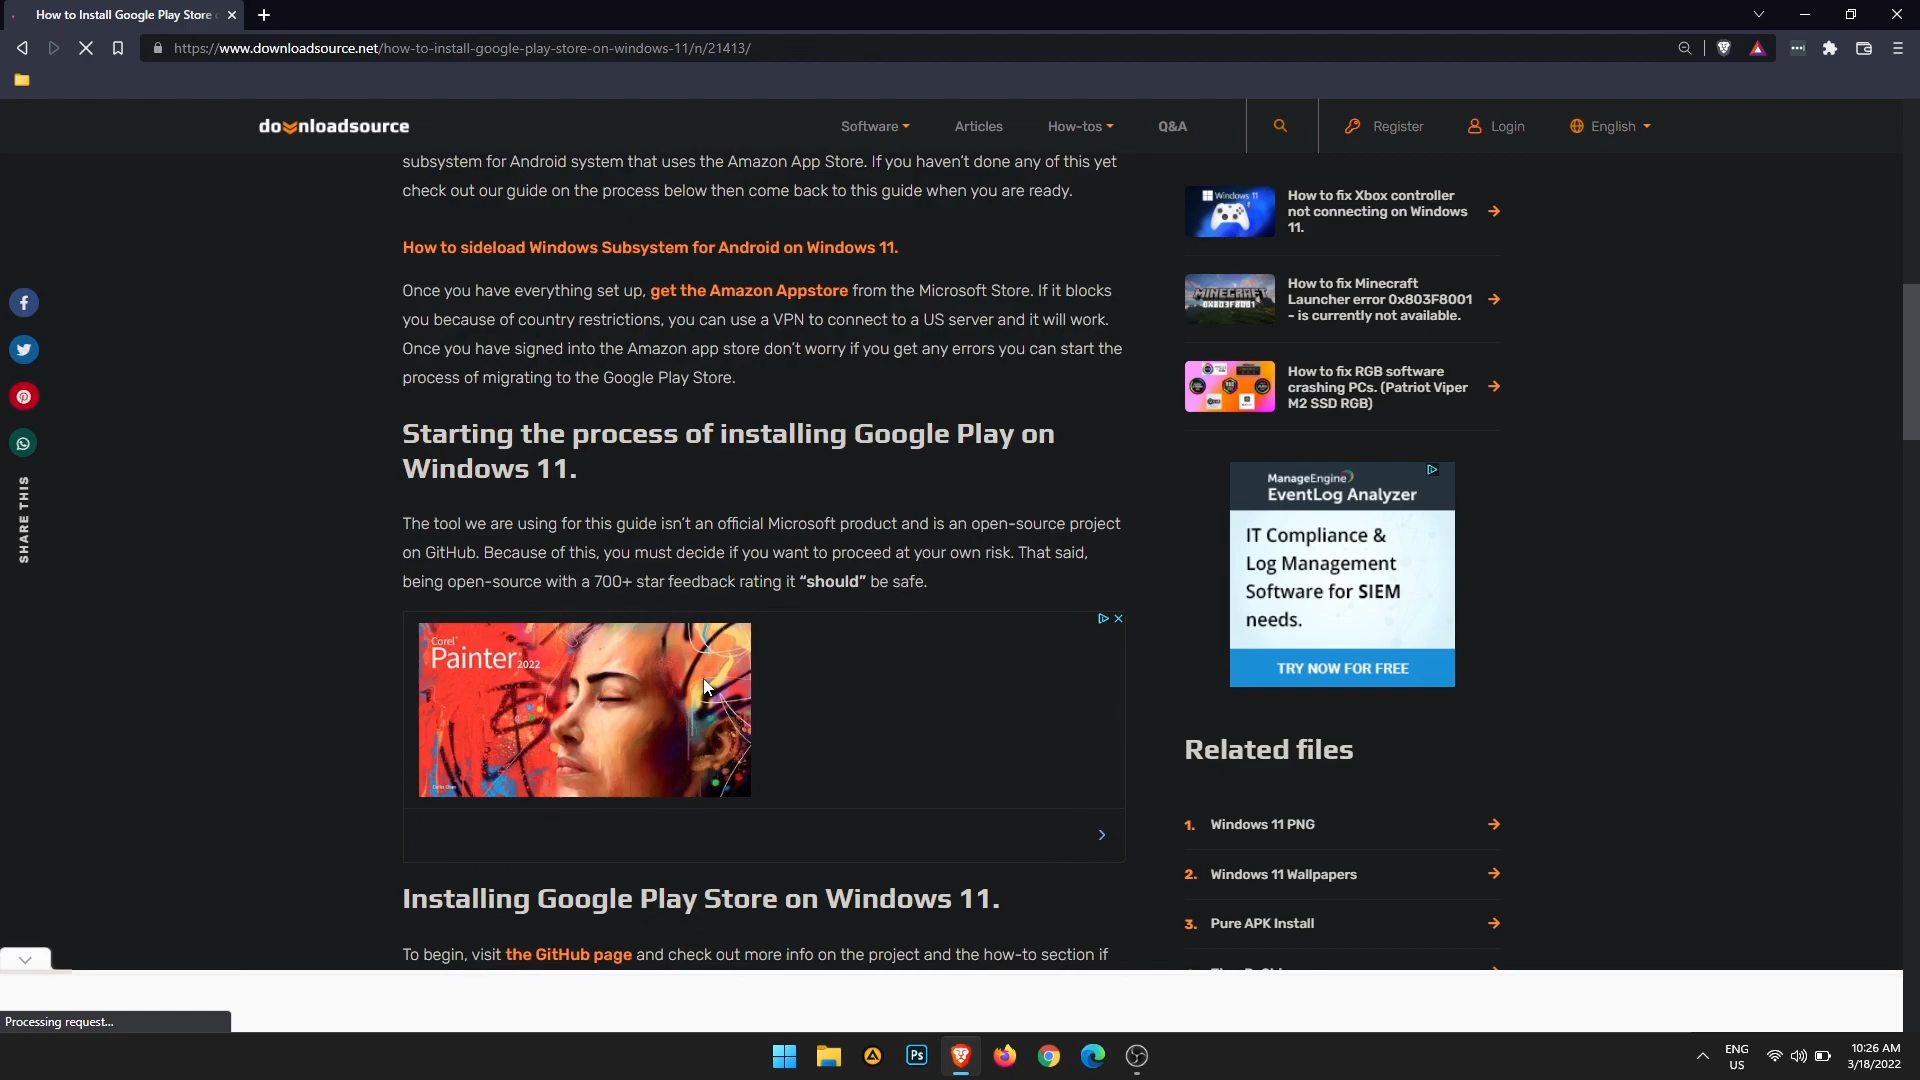 How to Install Google Play Store
https://www.downloadsource.net/how-to-install-google-play-store-on-windows-11/n/21413/
downloadsource
Software
Articles
How-tos
Q&A
Register
Login
English
subsystem for Android system that uses the Amazon App Store. If you haven't done any of this yet
check out our guide on the process below then come back to this guide when you are ready.
How to sideload Windows Subsystem for Android on Windows 11.
Once you have everything set up, get the Amazon Appstore from the Microsoft Store. If it blocks
you because of country restrictions, you can use a VPN to connect to a US server and it will work.
Once you have signed into the Amazon app store don't worry if you get any errors you can start the
process of migrating to the Google Play Store.
Starting the process of installing Google Play on
Windows 11.
The tool we are using for this guide isn't an official Microsoft product and is an open-source project
on GitHub. Because of this, you must decide if you want to proceed at your own risk. That said,
being open-source with a 700+ star feedback rating it “should” be safe.
Corel
Painter 2022
Installing Google Play Store on Windows 11.
To begin, visit the GitHub page and check out more info on the project and the how-to section if
SHARE THIS
Windows 11
How to fix Xbox controller
not connecting on Windows
11.
MINECRAFT
0x803F8001
How to fix Minecraft
Launcher error 0x803F8001
- is currently not available.
How to fix RGB software
crashing PCs. (Patriot Viper
M2 SSD RGB)
ManageEngine
EventLog Analyzer
IT Compliance &
Log Management
Software for SIEM
needs.
TRY NOW FOR FREE
Related files
1. Windows 11 PNG
2. Windows 11 Wallpapers
3. Pure APK Install
Processing request...
Ps
ENG
US
10:26 AM
3/18/2022